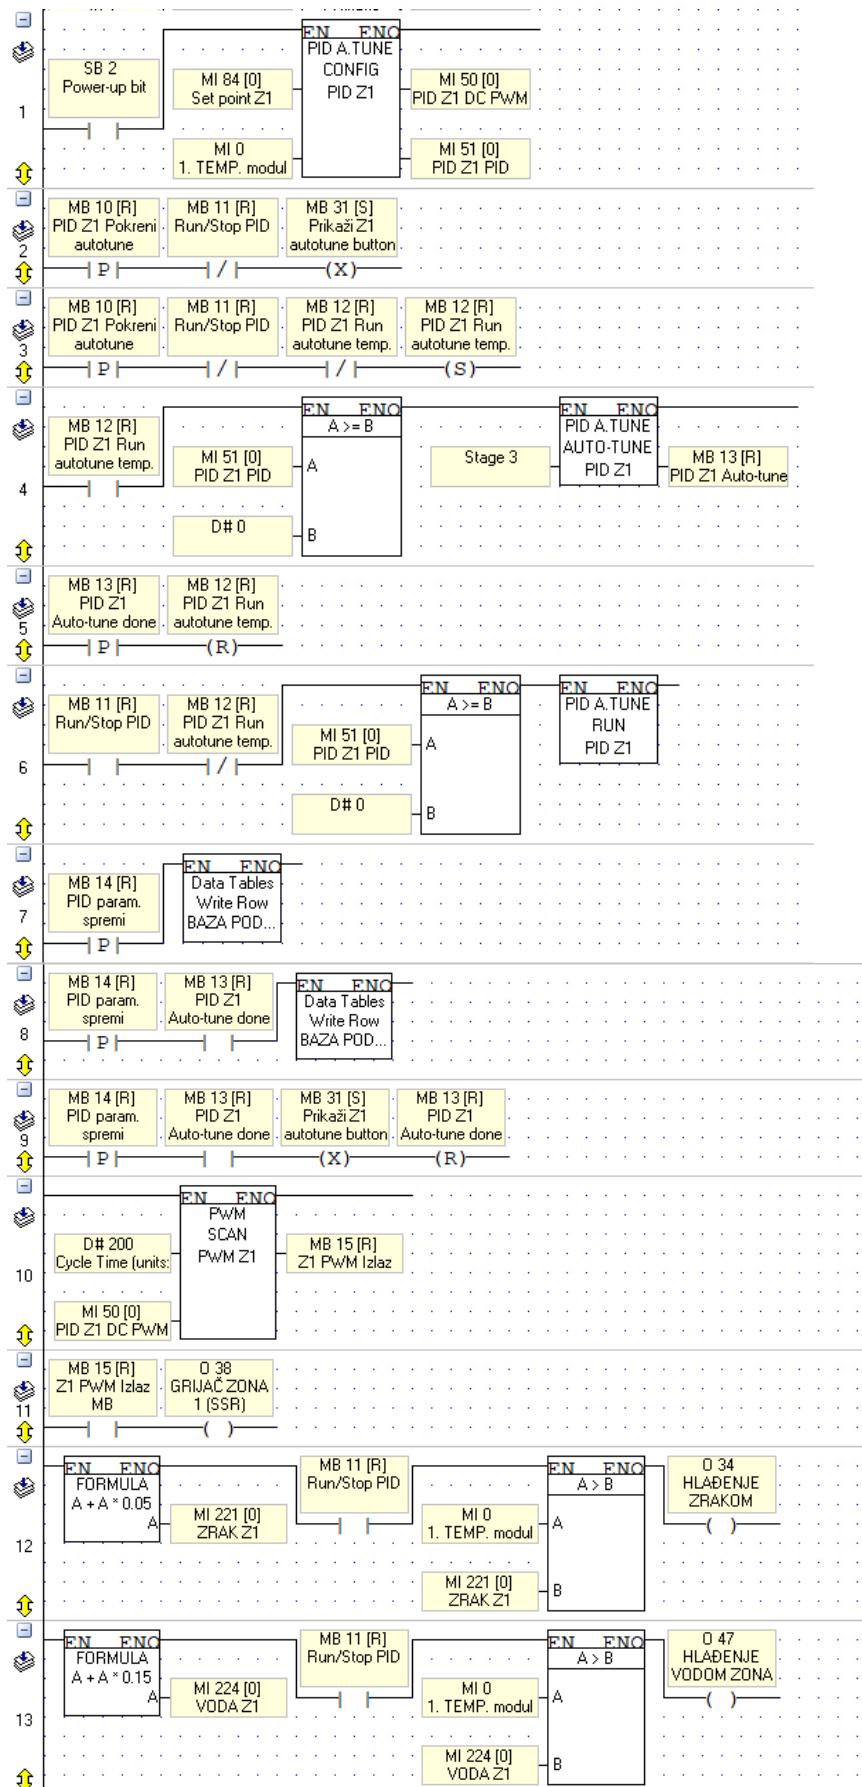 EN ENO
PID A.TUNE
CONFIG
PID Z1
SB 2
Power-up bit
MI 84 [0]
Set point Z1
MI 50 [0]
PID Z1 DC PWM
MI 0
1. TEMP. modul
MI 51 [0]
PID Z1 PID
1
MB 10 [R]
PID Z1 Pokreni
autotune
MB 11 [R]
Run/Stop PID
MB 31 [S]
Prikaži Z1
autotune button
2
P
/
(X)
MB 10 [R]
PID Z1 Pokreni
autotune
MB 11 [R]
Run/Stop PID
MB 12 [R]
PID Z1 Run
autotune temp.
MB 12 [R]
PID Z1 Run
autotune temp.
3
P
/
/
(S)
MB 12 [R]
PID Z1 Run
autotune temp.
EN ENO
A >= B
MI 51 [0]
PID Z1 PID
A
D# 0
B
Stage 3
EN ENO
PID A.TUNE
AUTO-TUNE
PID Z1
MB 13 [R]
PID Z1 Auto-tune
4
MB 13 [R]
PID Z1
Auto-tune done
MB 12 [R]
PID Z1 Run
autotune temp.
5
P
(R)
MB 11 [R]
Run/Stop PID
MB 12 [R]
PID Z1 Run
autotune temp.
/
EN ENO
A >= B
MI 51 [0]
PID Z1 PID
A
D# 0
B
EN ENO
PID A.TUNE
RUN
PID Z1
6
MB 14 [R]
PID param.
spremi
P
EN ENO
Data Tables
Write Row
BAZA POD...
7
MB 14 [R]
PID param.
spremi
P
MB 13 [R]
PID Z1
Auto-tune done
EN ENO
Data Tables
Write Row
BAZA POD...
8
MB 14 [R]
PID param.
spremi
MB 13 [R]
PID Z1
Auto-tune done
MB 31 [S]
Prikaži Z1
autotune button
MB 13 [R]
PID Z1
Auto-tune done
9
P
(X)
(R)
EN ENO
PWM
SCAN
PWM Z1
D# 200
Cycle Time (units:
MB 15 [R]
Z1 PWM Izlaz
MI 50 [0]
PID Z1 DC PWM
10
MB 15 [R]
Z1 PWM Izlaz
MB
O 38
GRIJAČ ZONA
1 (SSR)
11
( )
EN ENO
FORMULA
A + A * 0.05
A
MI 221 [0]
ZRAK Z1
MB 11 [R]
Run/Stop PID
EN ENO
A > B
MI 0
1. TEMP. modul
A
MI 221 [0]
ZRAK Z1
B
O 34
HLAĐENJE
ZRAKOM
( )
12
EN ENO
FORMULA
A + A * 0.15
A
MI 224 [0]
VODA Z1
MB 11 [R]
Run/Stop PID
EN ENO
A > B
MI 0
1. TEMP. modul
A
MI 224 [0]
VODA Z1
B
O 47
HLAĐENJE
VODOM ZONA
( )
13